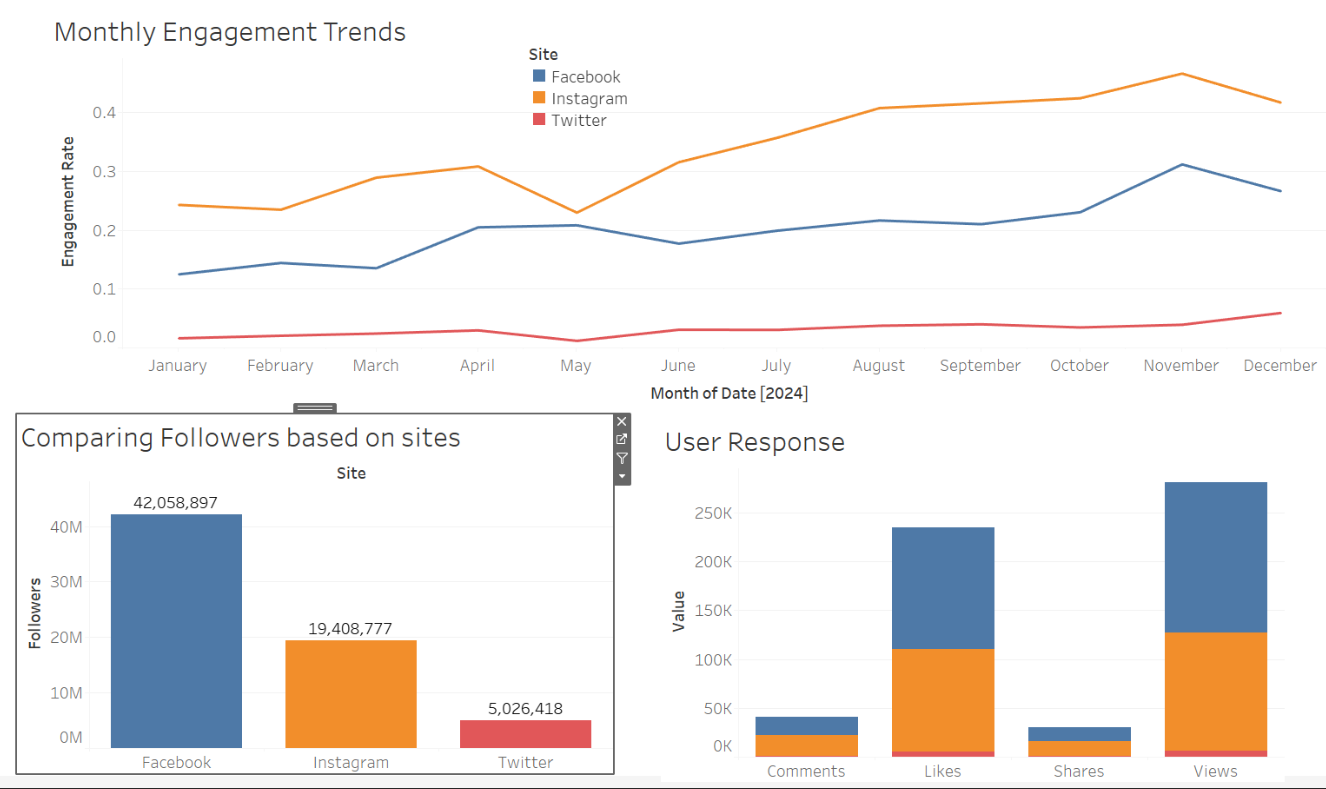 Monthly Engagement Trends
Site
Facebook
Instagram
Twitter
Engagement Rate
0.4
0.3
0.2
0.1
0.0
January February March April May June July August September October November December
Month of Date [2024]
Comparing Followers based on sites
Site
Followers
40M
30M
20M
10M
0M
42,058,897
19,408,777
5,026,418
Facebook Instagram Twitter
User Response
Value
250K
200K
150K
100K
50K
0K
Comments Likes Shares Views